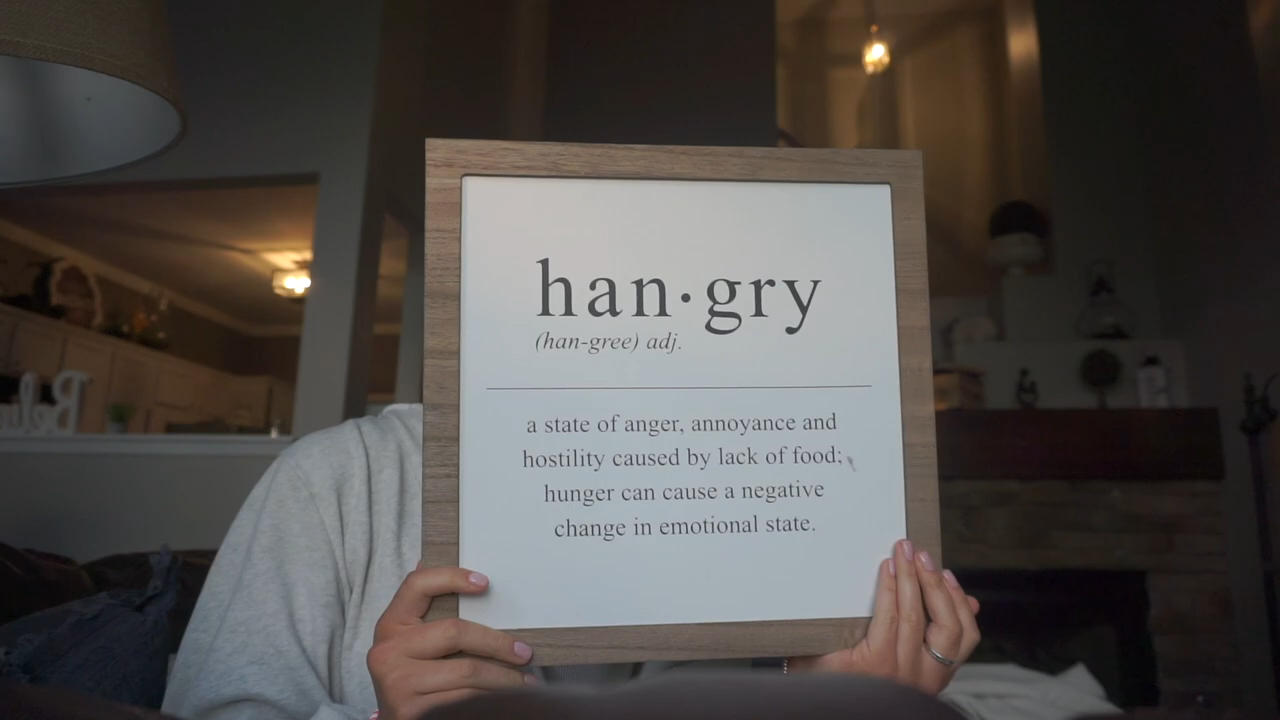 han·gry
(han-gree) adj.
a state of anger, annoyance and
hostility caused by lack of food;
hunger can cause a negative
change in emotional state.